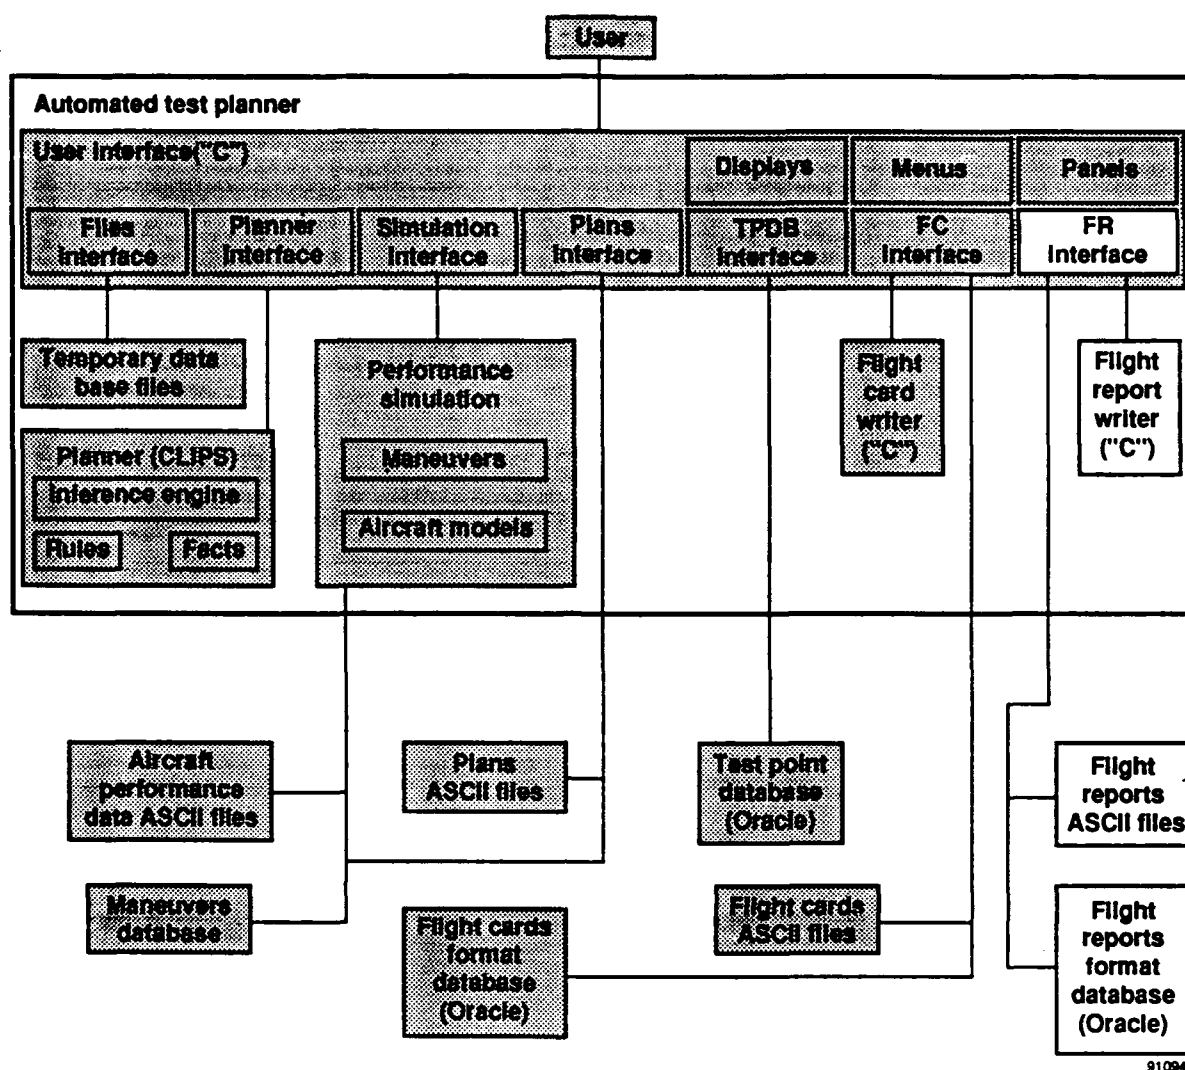 User
Automated test planner
User interface("C")
Displays
Menus
Panels
Files
interface
Planner
interface
Simulation
interface
Plans
interface
TPDB
interface
FC
interface
FR
interface
Temporary data
base files
Performance
simulation
Maneuvers
Aircraft models
Flight
card
writer
("C")
Flight
report
writer
("C")
Planner (CLIPS)
Inference engine
Rules
Facts
Aircraft
performance
data ASCII files
Plans
ASCII files
Test point
database
(Oracle)
Flight
reports
ASCII files
Maneuvers
database
Flight cards
format
database
(Oracle)
Flight cards
ASCII files
Flight
reports
format
database
(Oracle)
91094